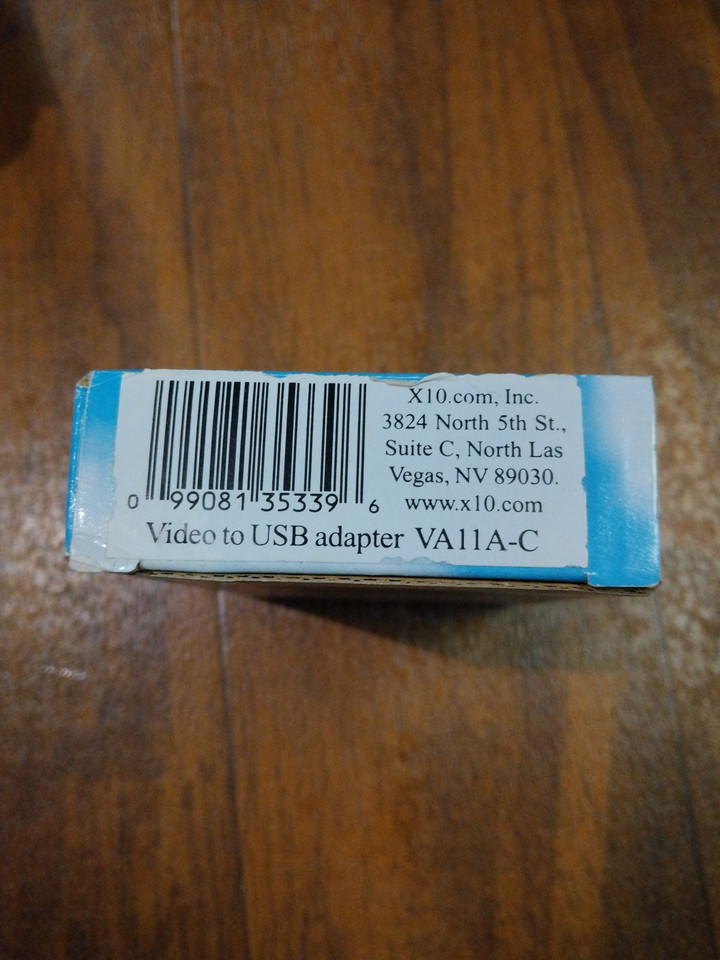 X10.com, Inc.
3824 North 5th St.,
Suite C, North Las
Vegas, NV 89030.
www.x10.com
0 99081 35339 6
Video to USB adapter VA11A-C